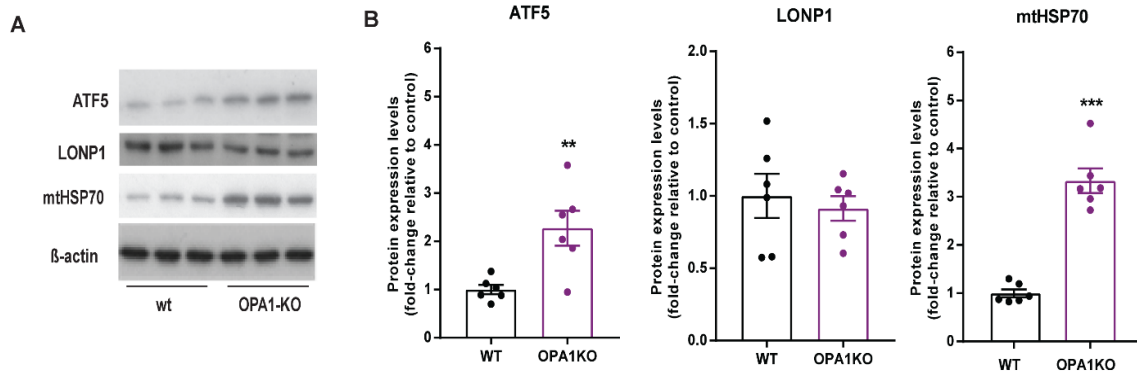 A
ATF5
LONP1
mtHSP70
ß-actin
wt
OPA1-KO
B
ATF5
Protein expression levels
(fold-change relative to control)
6
5
4
3
2
1
0
**
WT
OPA1KO
LONP1
Protein expression levels
(fold-change relative to control)
2.0
1.5
1.0
0.5
0.0
WT
OPA1KO
mtHSP70
Protein expression levels
(fold-change relative to control)
6
5
4
3
2
1
0
***
WT
OPA1KO